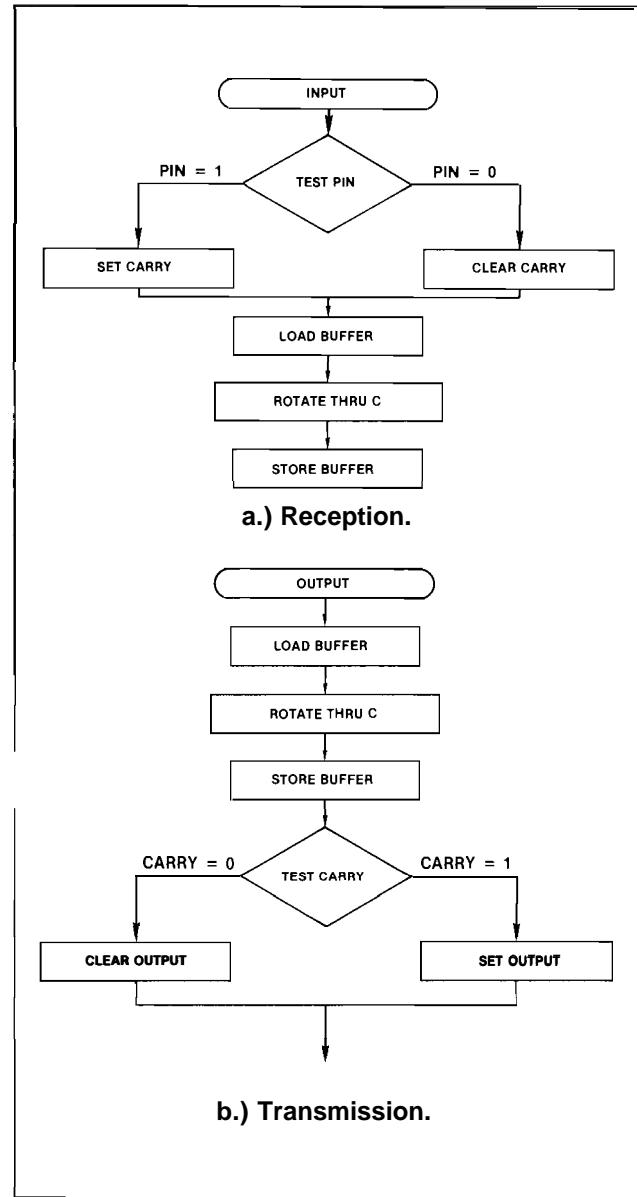 INPUT
TEST PIN
PIN = 1
PIN = 0
SET CARRY
CLEAR CARRY
LOAD BUFFER
ROTATE THRU C
STORE BUFFER
a.) Reception.
OUTPUT
LOAD BUFFER
ROTATE THRU C
STORE BUFFER
CARRY = 0
TEST CARRY
CARRY = 1
CLEAR OUTPUT
SET OUTPUT
b.) Transmission.